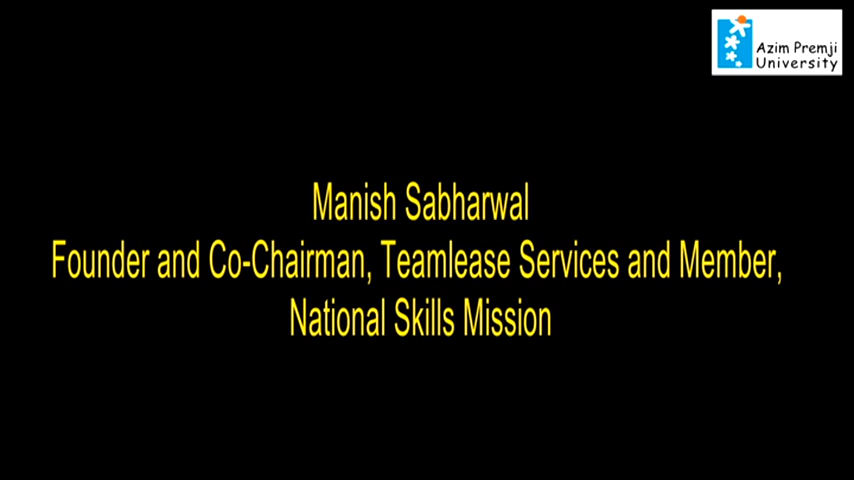 Azim Premji
University
Manish Sabharwal
Founder and Co-Chairman, Teamlease Services and Member,
National Skills Mission